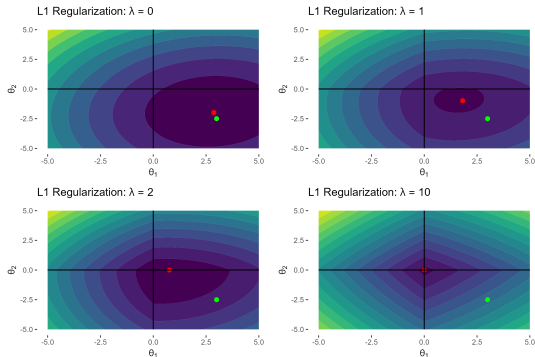 L1 Regularization: λ = 0
L1 Regularization: λ = 1
5.0
2.5
0.0
-2.5
-5.0
θ2
-5.0 -2.5 0.0 2.5 5.0
θ1
5.0
2.5
0.0
-2.5
-5.0
θ2
-5.0 -2.5 0.0 2.5 5.0
θ1
L1 Regularization: λ = 2
L1 Regularization: λ = 10
5.0
2.5
0.0
-2.5
-5.0
θ2
-5.0 -2.5 0.0 2.5 5.0
θ1
5.0
2.5
0.0
-2.5
-5.0
θ2
-5.0 -2.5 0.0 2.5 5.0
θ1